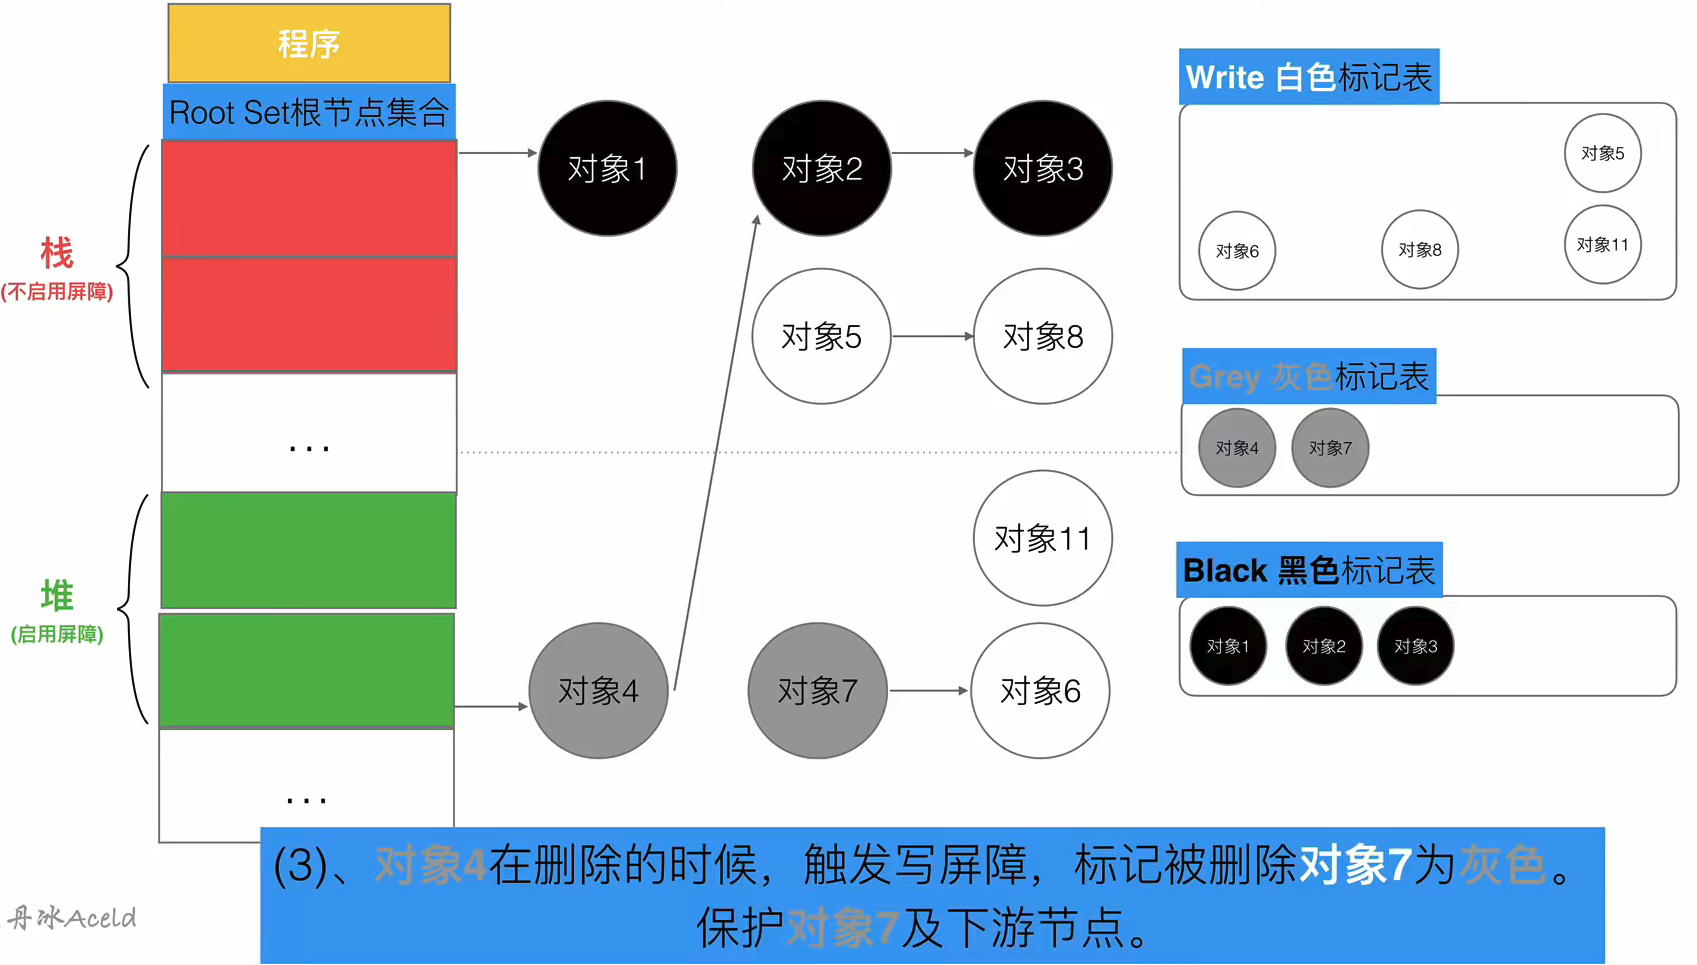 程序
Root Set根节点集合
栈
(不启用屏障)
...
堆
(启用屏障)
...
对象1
对象2
对象3
对象5
对象8
对象11
对象4
对象7
对象6
Write 白色标记表
对象5
对象6
对象8
对象11
Grey 灰色标记表
对象4
对象7
Black 黑色标记表
对象1
对象2
对象3
(3)、对象4在删除的时候，触发写屏障，标记被删除对象7为灰色。
保护对象7及下游节点。
丹冰Aceld